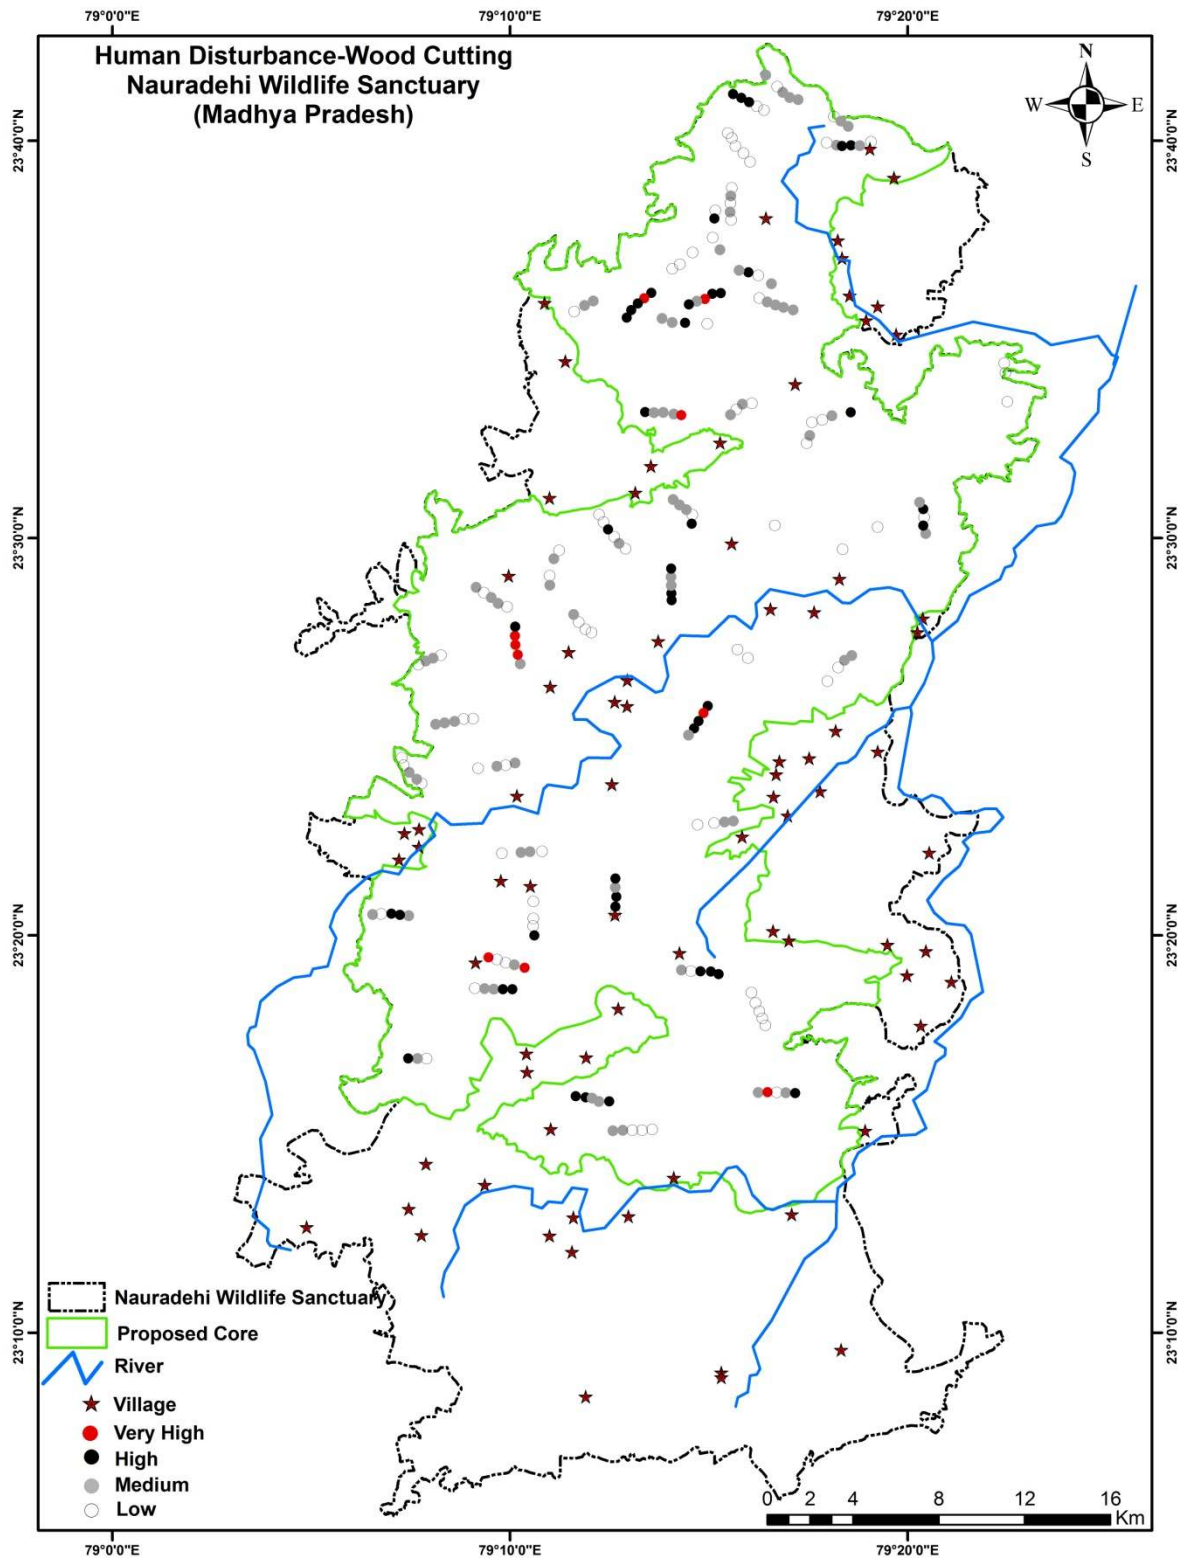 79°0'0"E 79°10'0"E 79°20'0"E
Human Disturbance-Wood Cutting
Nauradehi Wildlife Sanctuary
(Madhya Pradesh)
N
W E
S
23°40'0"N 23°40'0"N
23°30'0"N 23°30'0"N
23°20'0"N 23°20'0"N
23°10'0"N 23°10'0"N
Nauradehi Wildlife Sanctuary
Proposed Core
River
Village
Very High
High
Medium
Low
0 2 4 8 12 16
Km
79°0'0"E 79°10'0"E 79°20'0"E